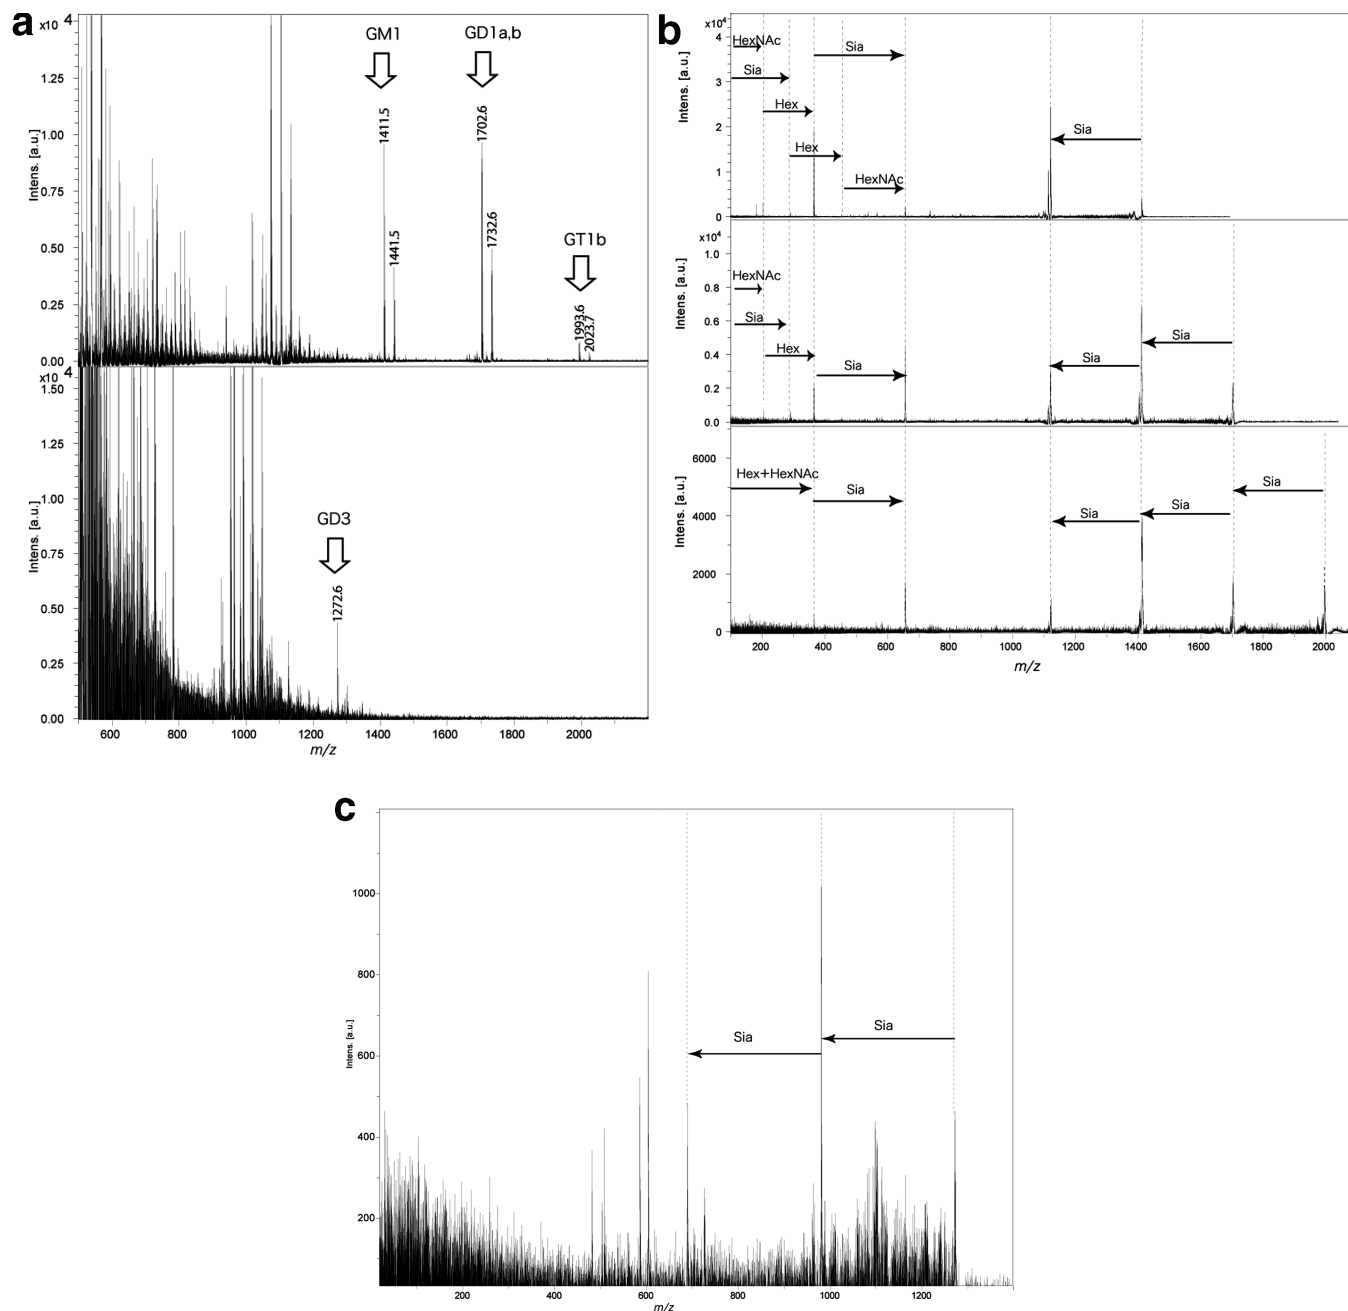 a
x10 4
Intens. [a.u.]
1.25
1.00
0.75
0.50
0.25
0.00
GM1
GD1a,b
GT1b
1411.5
1441.5
1702.6
1732.6
1993.6
2023.7
x10 4
Intens. [a.u.]
1.50
1.25
1.00
0.75
0.50
0.25
0.00
GD3
1272.6
600 800 1000 1200 1400 1600 1800 2000
m/z
b
x10⁴
Intens. [a.u.]
4
3
2
1
0
HexNAc
Sia
Sia
Hex
Hex
HexNAc
Sia
x10⁴
Intens. [a.u.]
1.0
0.8
0.6
0.4
0.2
0.0
HexNAc
Sia
Hex
Sia
Sia
Sia
Intens. [a.u.]
6000
4000
2000
0
Hex+HexNAc
Sia
Sia
Sia
Sia
200 400 600 800 1000 1200 1400 1600 1800 2000
m/z
c
Intens. [a.u.]
1000
800
600
400
200
Sia
Sia
200 400 600 800 1000 1200
m/z